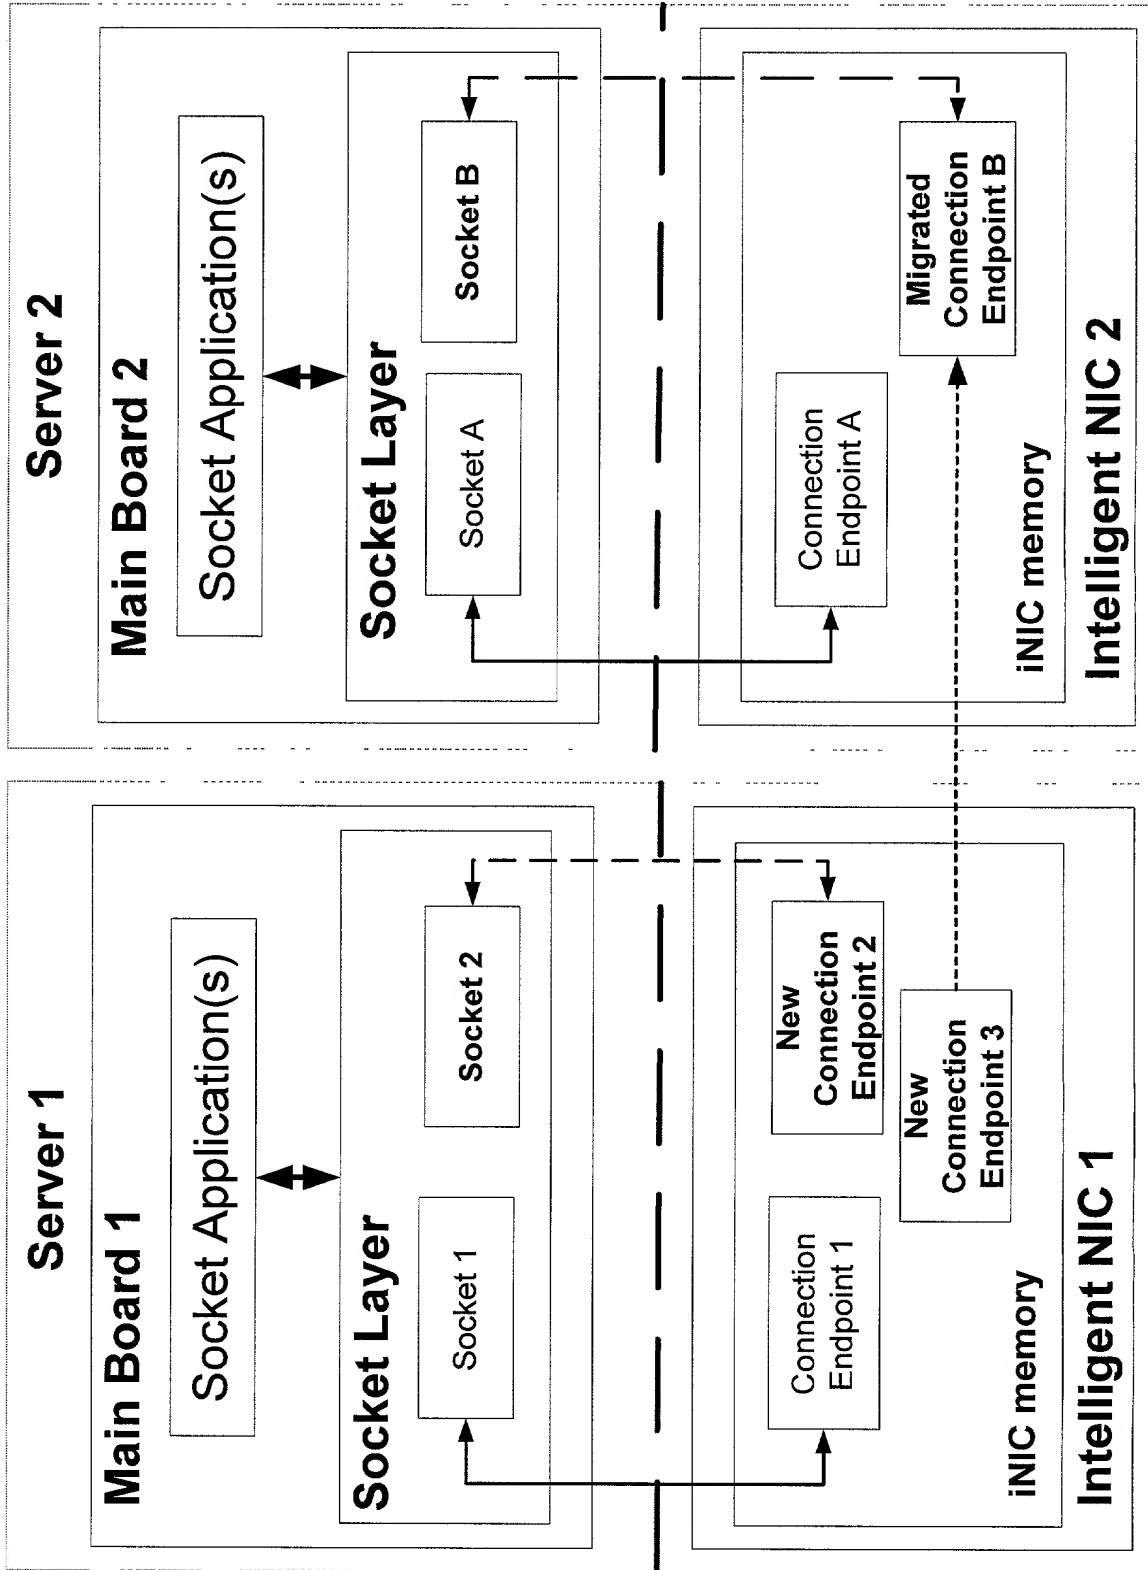 Server 1
Main Board 1
Socket Application(s)
Socket Layer
Socket 1
Socket 2
Connection
Endpoint 1
New
Connection
Endpoint 2
New
Connection
Endpoint 3
iNIC memory
Intelligent NIC 1
Server 2
Main Board 2
Socket Application(s)
Socket Layer
Socket A
Socket B
Connection
Endpoint A
Migrated
Connection
Endpoint B
iNIC memory
Intelligent NIC 2